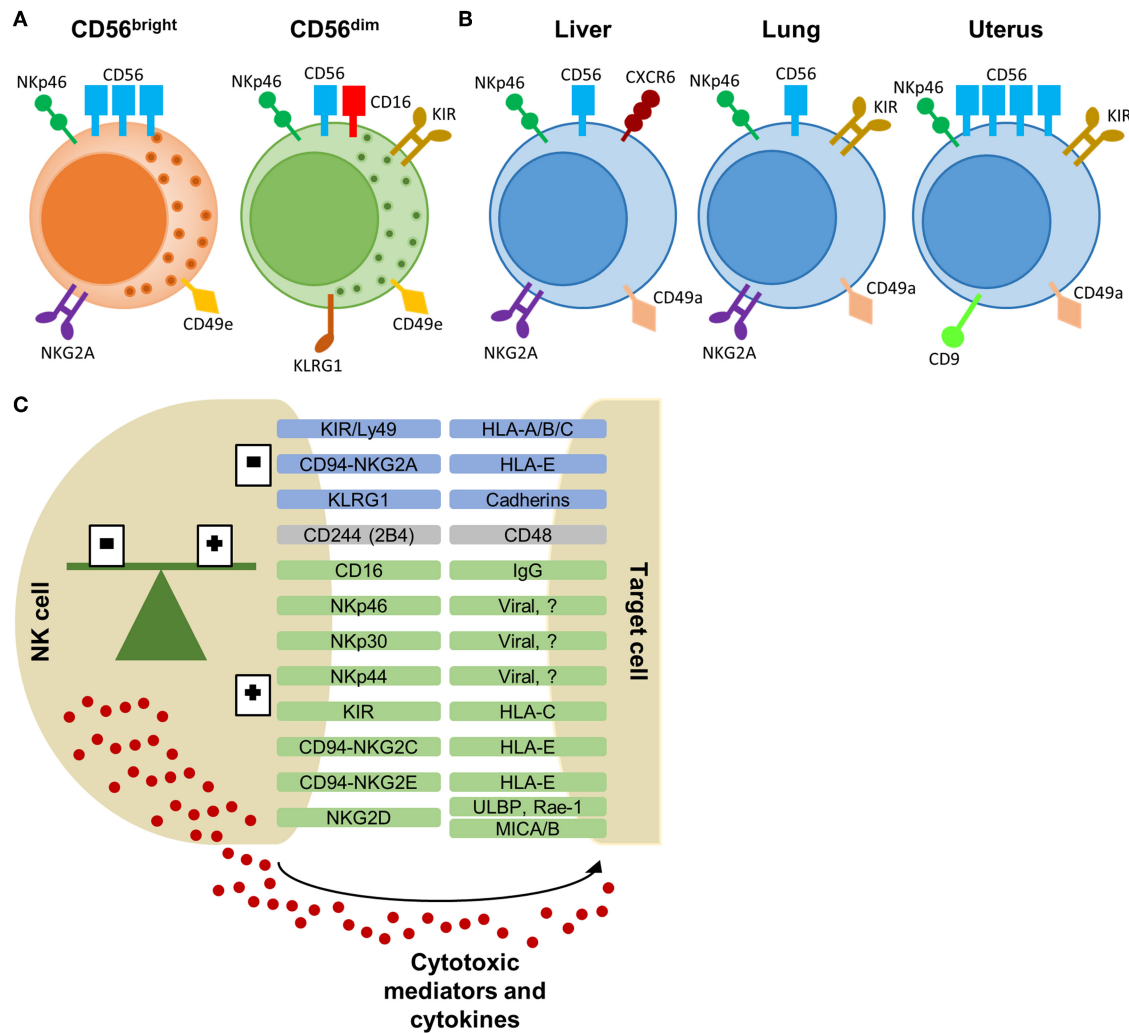 A
CD56bright
NKp46
CD56
NKG2A
CD49e
CD56dim
NKp46
CD56
CD16
KIR
KLRG1
CD49e
B
Liver
NKp46
CD56
CXCR6
NKG2A
CD49a
Lung
NKp46
CD56
KIR
NKG2A
CD49a
Uterus
NKp46
CD56
KIR
CD9
CD49a
C
NK cell
Target cell
KIR/Ly49 HLA-A/B/C
CD94-NKG2A HLA-E
KLRG1 Cadherins
CD244 (2B4) CD48
CD16 IgG
NKp46 Viral, ?
NKp30 Viral, ?
NKp44 Viral, ?
KIR HLA-C
CD94-NKG2C HLA-E
CD94-NKG2E HLA-E
NKG2D ULBP, Rae-1
MICA/B
Cytotoxic
mediators and
cytokines